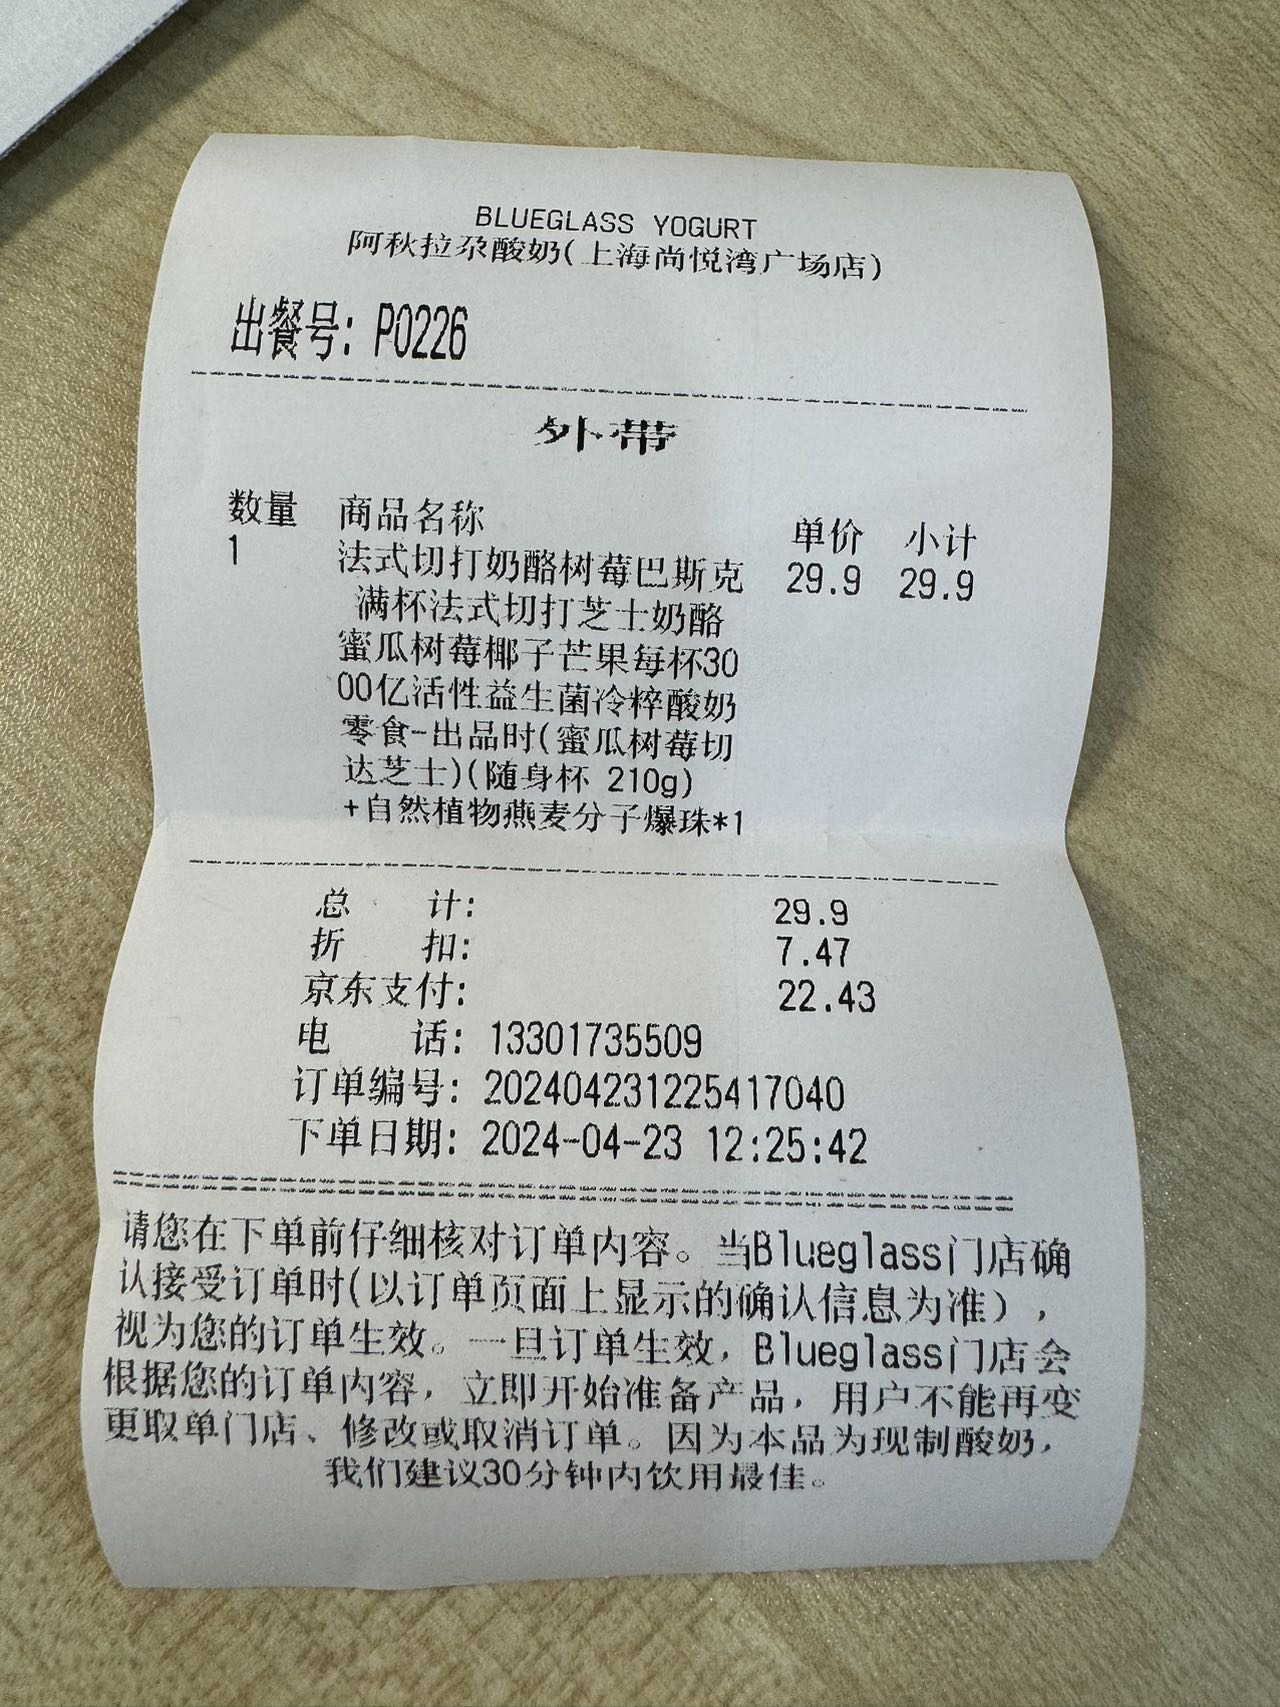 BLUEGLASS YOGURT
阿秋拉尕酸奶(上海尚悦湾广场店)
出餐号: P0226
外带
数量 商品名称 单价 小计
1 法式切打奶酪树莓巴斯克 29.9 29.9
满杯法式切打芝士奶酪
蜜瓜树莓椰子芒果每杯30
00亿活性益生菌冷粹酸奶
零食-出品时(蜜瓜树莓切
达芝士)(随身杯 210g)
+自然植物燕麦分子爆珠*1
总 计: 29.9
折 扣: 7.47
京东支付: 22.43
电 话: 13301735509
订单编号: 202404231225417040
下单日期: 2024-04-23 12:25:42
请您在下单前仔细核对订单内容。当Blueglass门店确
认接受订单时(以订单页面上显示的确认信息为准),
视为您的订单生效。一旦订单生效,Blueglass门店会
根据您的订单内容,立即开始准备产品,用户不能再变
更取单门店、修改或取消订单。因为本品为现制酸奶,
我们建议30分钟内饮用最佳。